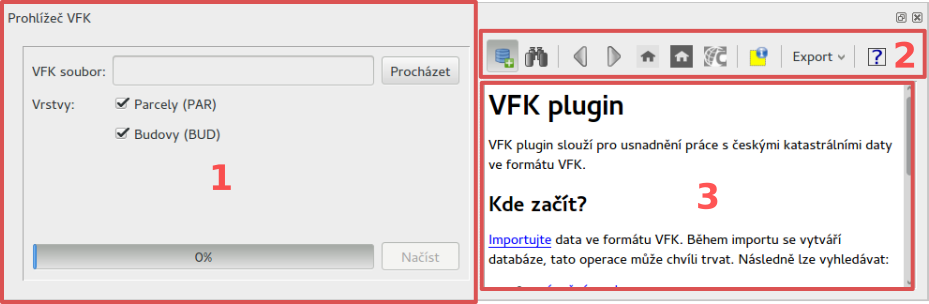 Prohlížeč VFK
VFK soubor:
Procházet
Vrstvy:
Parcely (PAR)
Budovy (BUD)
1
0%
Načíst
Export
?
2
VFK plugin
VFK plugin slouží pro usnadnění práce s českými katastrálními daty
ve formátu VFK.
Kde začít?
3
Importujte data ve formátu VFK. Během importu se vytváří
databáze, tato operace může chvíli trvat. Následně lze vyhledávat: